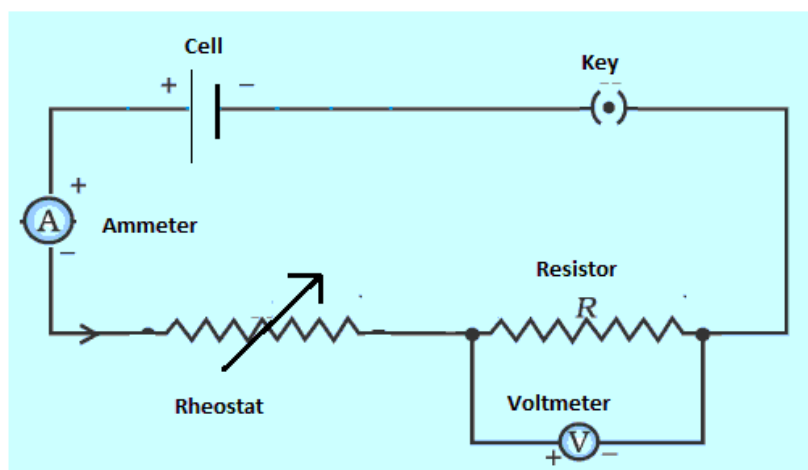 Cell
Key
+ −
+
A Ammeter
−
Resistor
R
Rheostat
Voltmeter
+ V −